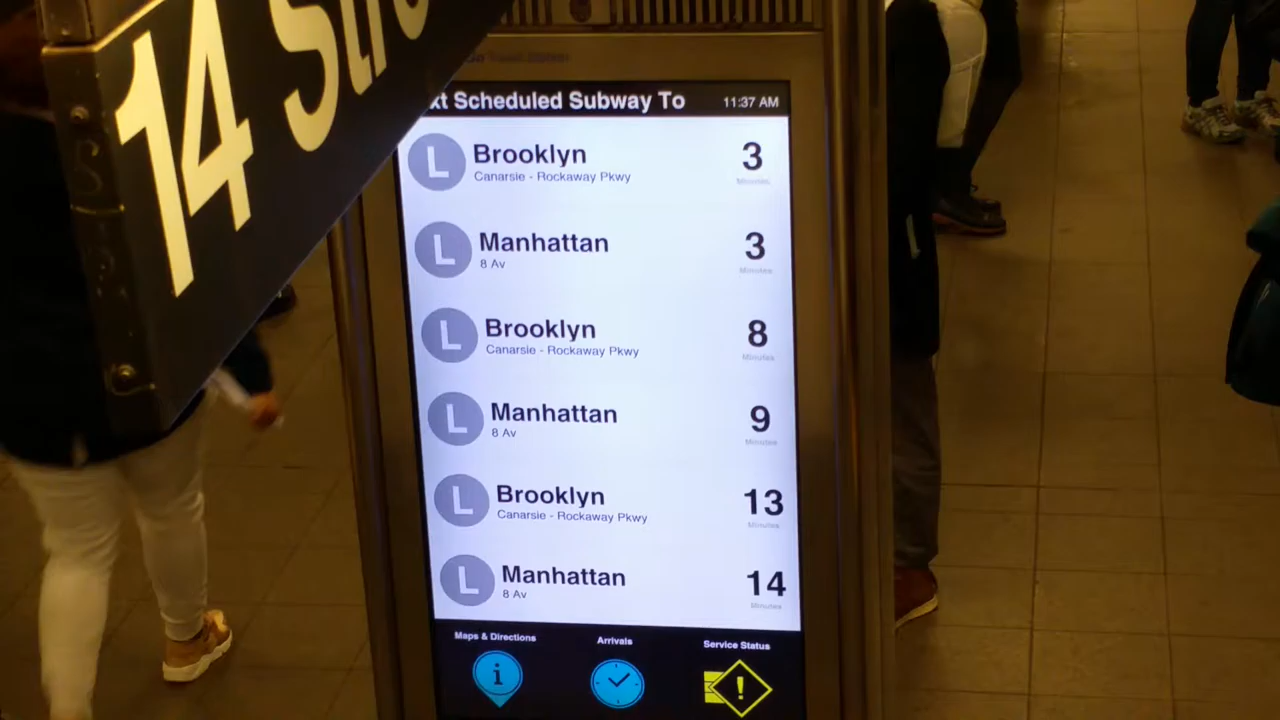 14 Str
xt Scheduled Subway To 11:37 AM
L Brooklyn 3
Canarsie - Rockaway Pkwy Minutes
L Manhattan 3
8 Av Minutes
L Brooklyn 8
Canarsie - Rockaway Pkwy Minutes
L Manhattan 9
8 Av Minutes
L Brooklyn 13
Canarsie - Rockaway Pkwy Minutes
L Manhattan 14
8 Av Minutes
Maps & Directions Arrivals Service Status
i !